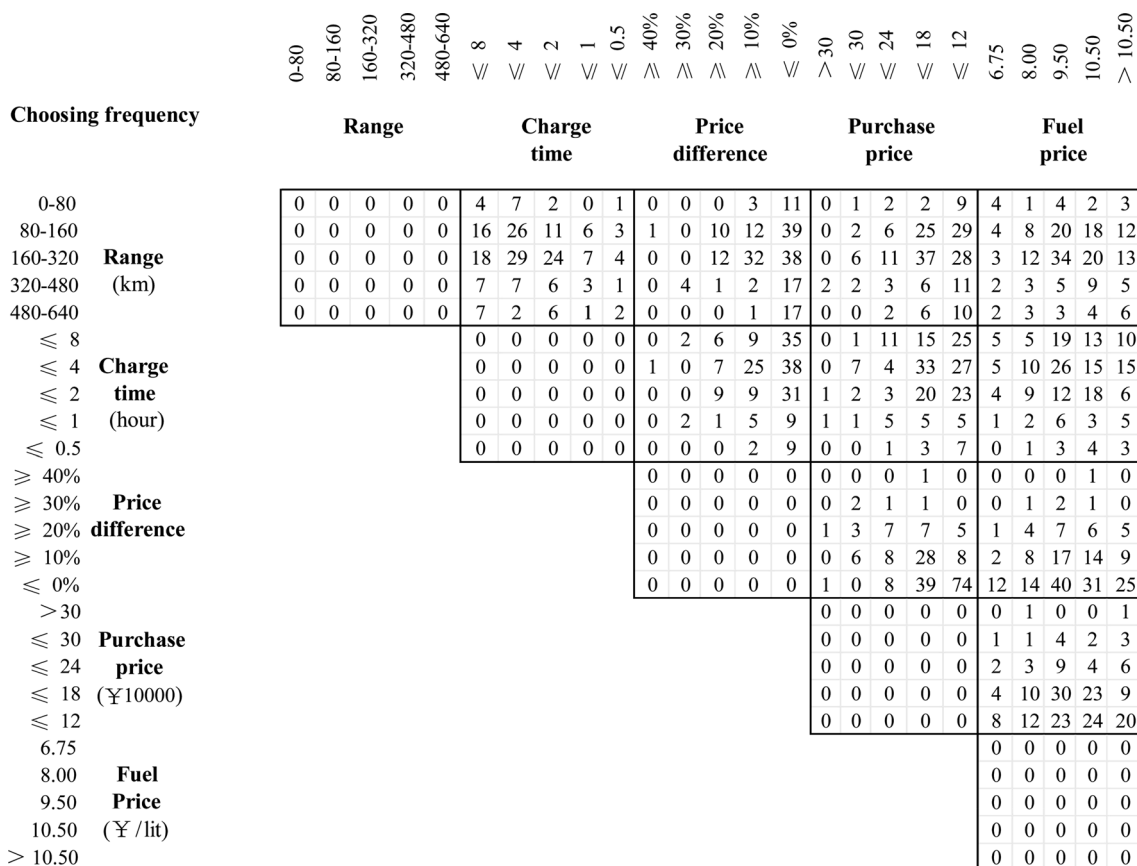 0-80 80-160 160-320 320-480 480-640 ⩽ 8 ⩽ 4 ⩽ 2 ⩽ 1 ⩽ 0.5 ⩾ 40% ⩾ 30% ⩾ 20% ⩾ 10% ⩽ 0% >30 ⩽ 30 ⩽ 24 ⩽ 18 ⩽ 12 6.75 8.00 9.50 10.50 > 10.50
Choosing frequency
Range Charge time Price difference Purchase price Fuel price
0-80 0 0 0 0 0 4 7 2 0 1 0 0 0 3 11 0 1 2 2 9 4 1 4 2 3
80-160 0 0 0 0 0 16 26 11 6 3 1 0 10 12 39 0 2 6 25 29 4 8 20 18 12
160-320 Range 0 0 0 0 0 18 29 24 7 4 0 0 12 32 38 0 6 11 37 28 3 12 34 20 13
320-480 (km) 0 0 0 0 0 7 7 6 3 1 0 4 1 2 17 2 2 3 6 11 2 3 5 9 5
480-640 0 0 0 0 0 7 2 6 1 2 0 0 0 1 17 0 0 2 6 10 2 3 3 4 6
⩽ 8 0 0 0 0 0 0 2 6 9 35 0 1 11 15 25 5 5 19 13 10
⩽ 4 Charge 0 0 0 0 0 1 0 7 25 38 0 7 4 33 27 5 10 26 15 15
⩽ 2 time 0 0 0 0 0 0 0 9 9 31 1 2 3 20 23 4 9 12 18 6
⩽ 1 (hour) 0 0 0 0 0 0 2 1 5 9 1 1 5 5 5 1 2 6 3 5
⩽ 0.5 0 0 0 0 0 0 0 0 2 9 0 0 1 3 7 0 1 3 4 3
⩾ 40% 0 0 0 0 0 0 0 0 1 0 0 0 0 1 0
⩾ 30% Price 0 0 0 0 0 0 2 1 1 0 0 1 2 1 0
⩾ 20% difference 0 0 0 0 0 1 3 7 7 5 1 4 7 6 5
⩾ 10% 0 0 0 0 0 0 6 8 28 8 2 8 17 14 9
⩽ 0% 0 0 0 0 0 1 0 8 39 74 12 14 40 31 25
>30 0 0 0 0 0 0 1 0 0 1
⩽ 30 Purchase 0 0 0 0 0 1 1 4 2 3
⩽ 24 price 0 0 0 0 0 2 3 9 4 6
⩽ 18 (¥10000) 0 0 0 0 0 4 10 30 23 9
⩽ 12 0 0 0 0 0 8 12 23 24 20
6.75 0 0 0 0 0
8.00 Fuel 0 0 0 0 0
9.50 Price 0 0 0 0 0
10.50 (¥/lit) 0 0 0 0 0
> 10.50 0 0 0 0 0